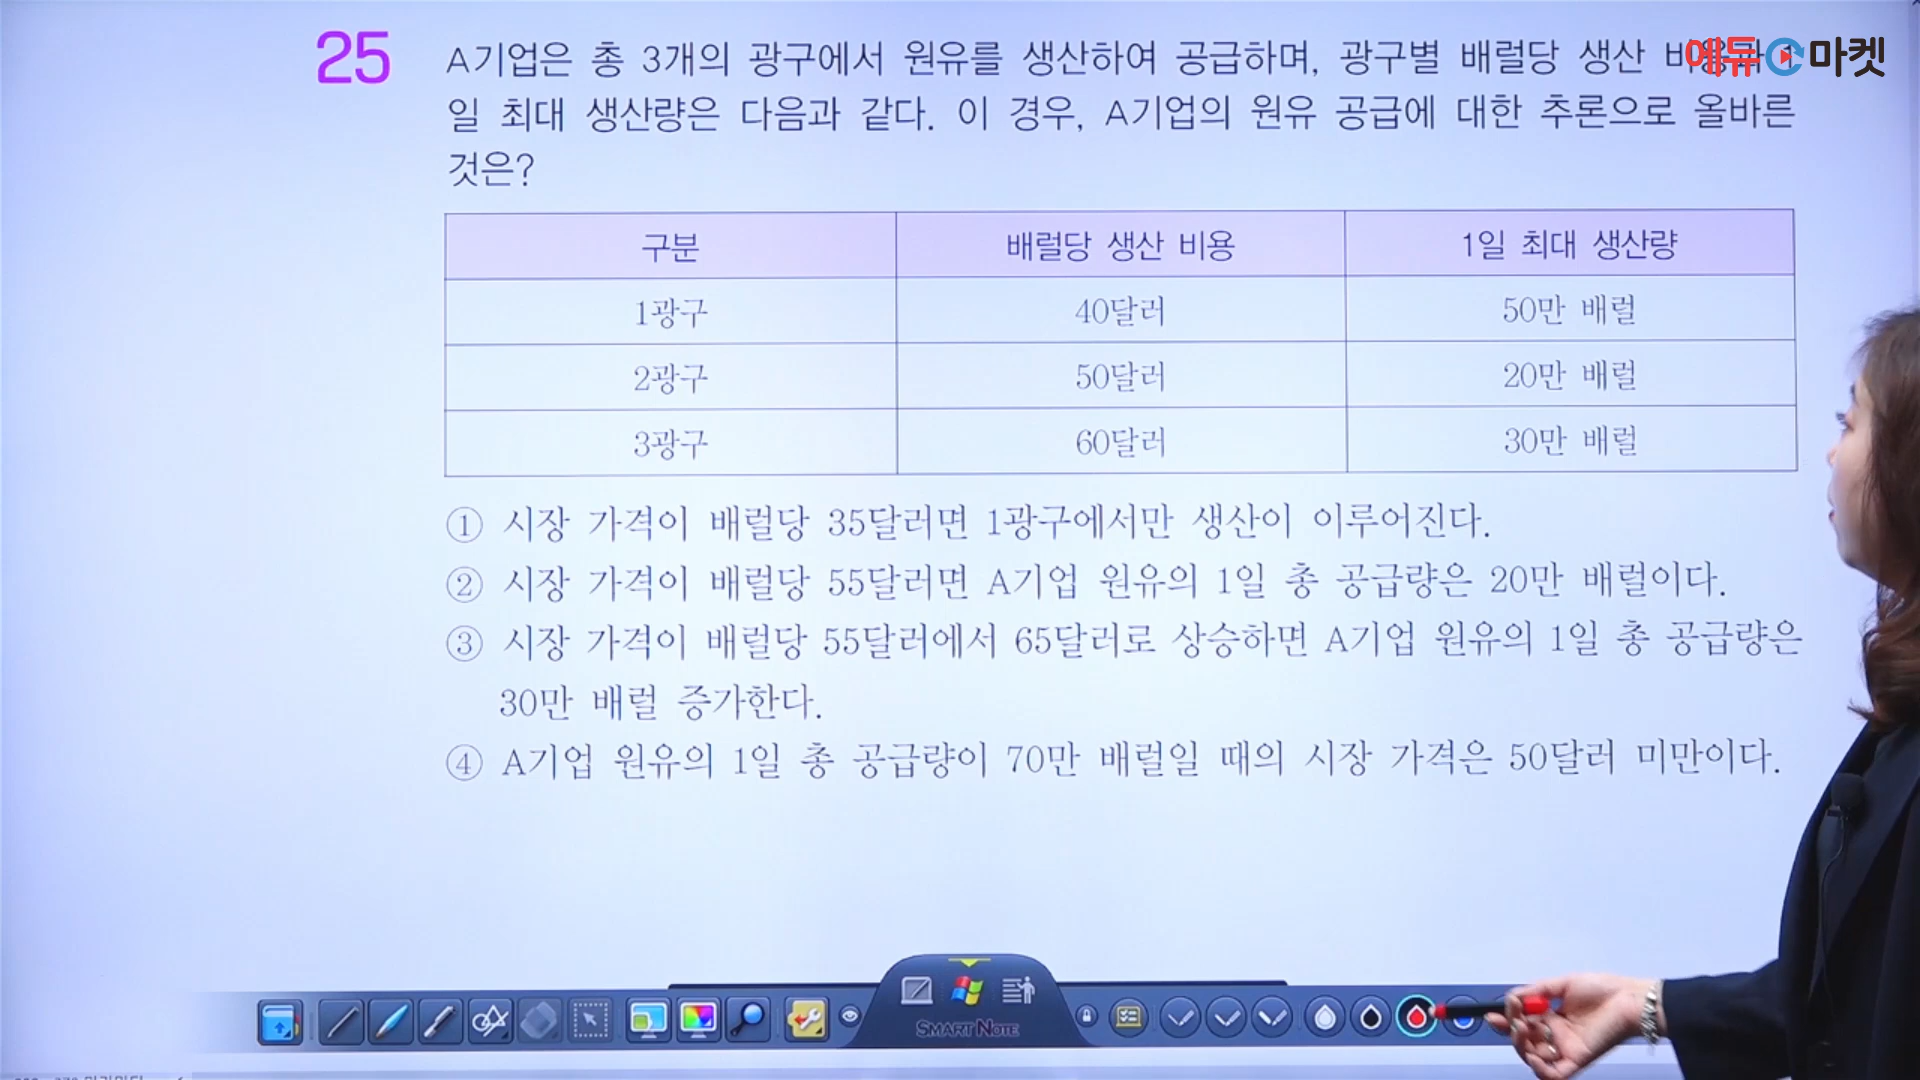 25
에듀마켓
A기업은 총 3개의 광구에서 원유를 생산하여 공급하며, 광구별 배럴당 생산
일 최대 생산량은 다음과 같다. 이 경우, A기업의 원유 공급에 대한 추론으로 올바른
것은?
구분 배럴당 생산 비용 1일 최대 생산량
1광구 40달러 50만 배럴
2광구 50달러 20만 배럴
3광구 60달러 30만 배럴
① 시장 가격이 배럴당 35달러면 1광구에서만 생산이 이루어진다.
② 시장 가격이 배럴당 55달러면 A기업 원유의 1일 총 공급량은 20만 배럴이다.
③ 시장 가격이 배럴당 55달러에서 65달러로 상승하면 A기업 원유의 1일 총 공급량은
30만 배럴 증가한다.
④ A기업 원유의 1일 총 공급량이 70만 배럴일 때의 시장 가격은 50달러 미만이다.
SMART NOTE